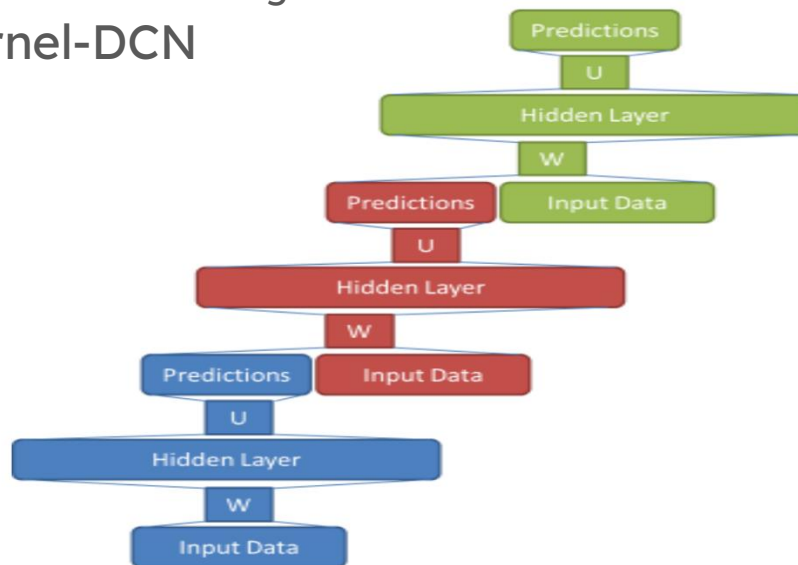 rnel-DCN
Predictions
U
Hidden Layer
W
Predictions Input Data
U
Hidden Layer
W
Predictions Input Data
U
Hidden Layer
W
Input Data